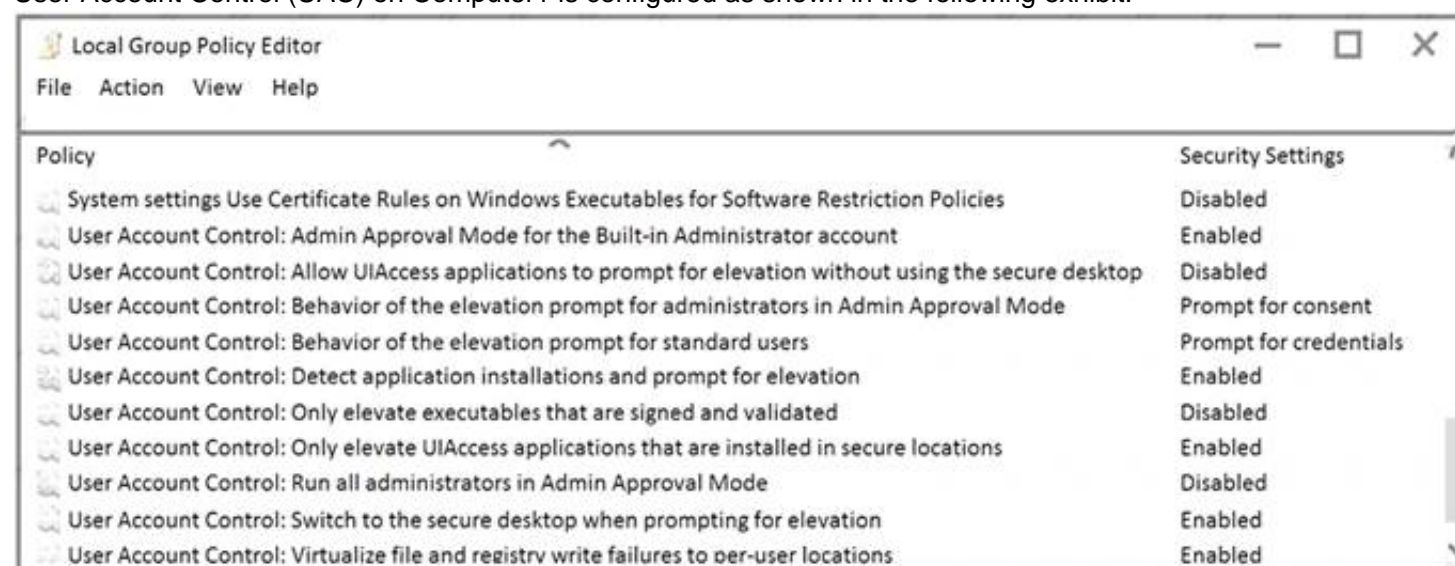 User Account Control (UAC) on Computer1 is configured as shown in the following exhibit.
Local Group Policy Editor
File Action View Help
Policy Security Settings
System settings Use Certificate Rules on Windows Executables for Software Restriction Policies Disabled
User Account Control: Admin Approval Mode for the Built-in Administrator account Enabled
User Account Control: Allow UIAccess applications to prompt for elevation without using the secure desktop Disabled
User Account Control: Behavior of the elevation prompt for administrators in Admin Approval Mode Prompt for consent
User Account Control: Behavior of the elevation prompt for standard users Prompt for credentials
User Account Control: Detect application installations and prompt for elevation Enabled
User Account Control: Only elevate executables that are signed and validated Disabled
User Account Control: Only elevate UIAccess applications that are installed in secure locations Enabled
User Account Control: Run all administrators in Admin Approval Mode Disabled
User Account Control: Switch to the secure desktop when prompting for elevation Enabled
User Account Control: Virtualize file and registry write failures to per-user locations Enabled